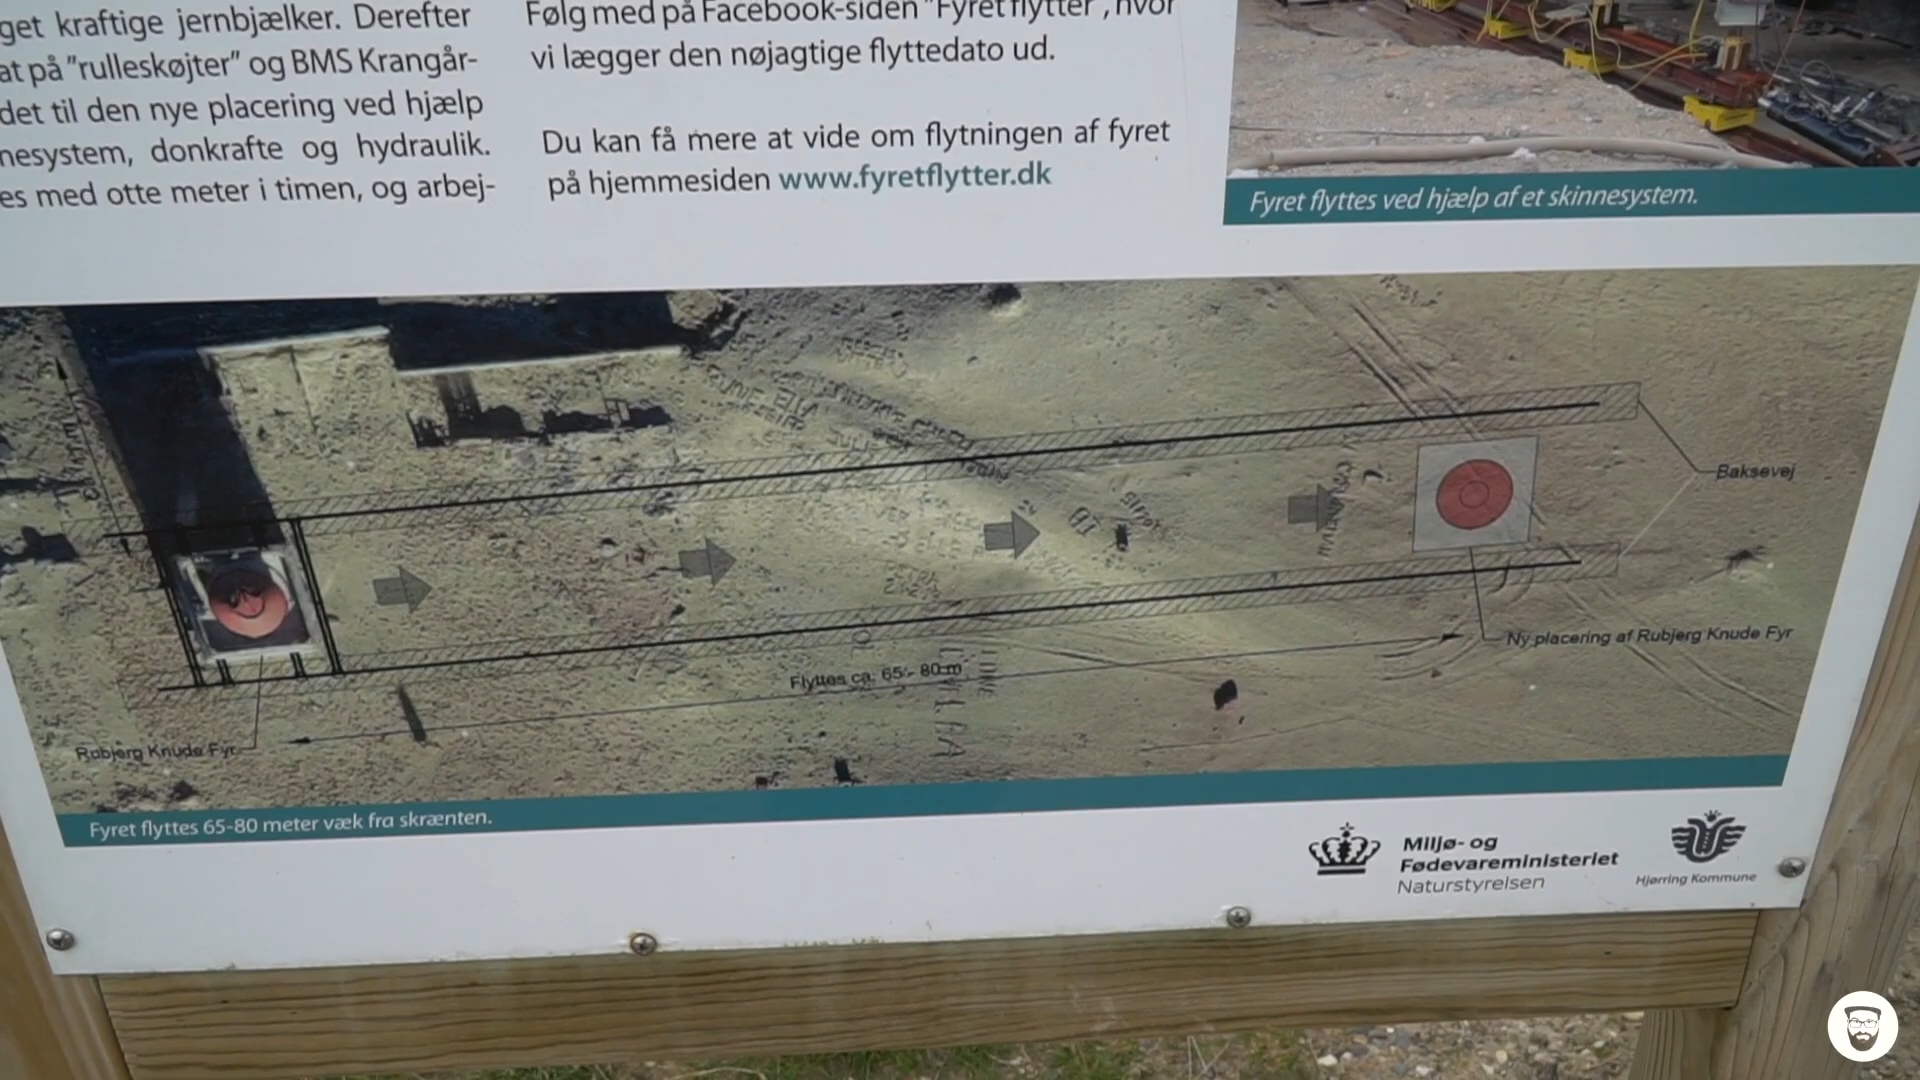 get kraftige jernbjælker. Derefter
at på "rulleskøjter" og BMS Krangår-
det til den nye placering ved hjælp
nesystem, donkrafte og hydraulik.
es med otte meter i timen, og arbej-
Følg med på Facebook-siden "Fyret flytter", hvor
vi lægger den nøjagtige flyttedato ud.
Du kan få mere at vide om flytningen af fyret
på hjemmesiden www.fyretflytter.dk
Fyret flyttes ved hjælp af et skinnesystem.
Baksevej
Ny placering af Rubjerg Knude Fyr
Flyttes ca. 65 - 80 m
Rubjerg Knude Fyr
Fyret flyttes 65-80 meter væk fra skrænten.
Miljø- og
Fødevareministeriet
Naturstyrelsen
Hjørring Kommune